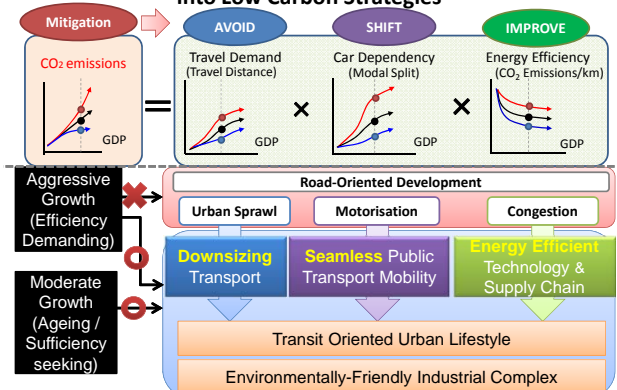 into Low Carbon Strategies
Mitigation
AVOID
SHIFT
IMPROVE
CO2 emissions
GDP
=
Travel Demand
(Travel Distance)
GDP
×
Car Dependency
(Modal Split)
GDP
×
Energy Efficiency
(CO2 Emissions/km)
GDP
Aggressive
Growth
(Efficiency
Demanding)
Moderate
Growth
(Ageing /
Sufficiency
seeking)
Road-Oriented Development
Urban Sprawl
Motorisation
Congestion
Downsizing
Transport
Seamless Public
Transport Mobility
Energy Efficient
Technology &
Supply Chain
Transit Oriented Urban Lifestyle
Environmentally-Friendly Industrial Complex